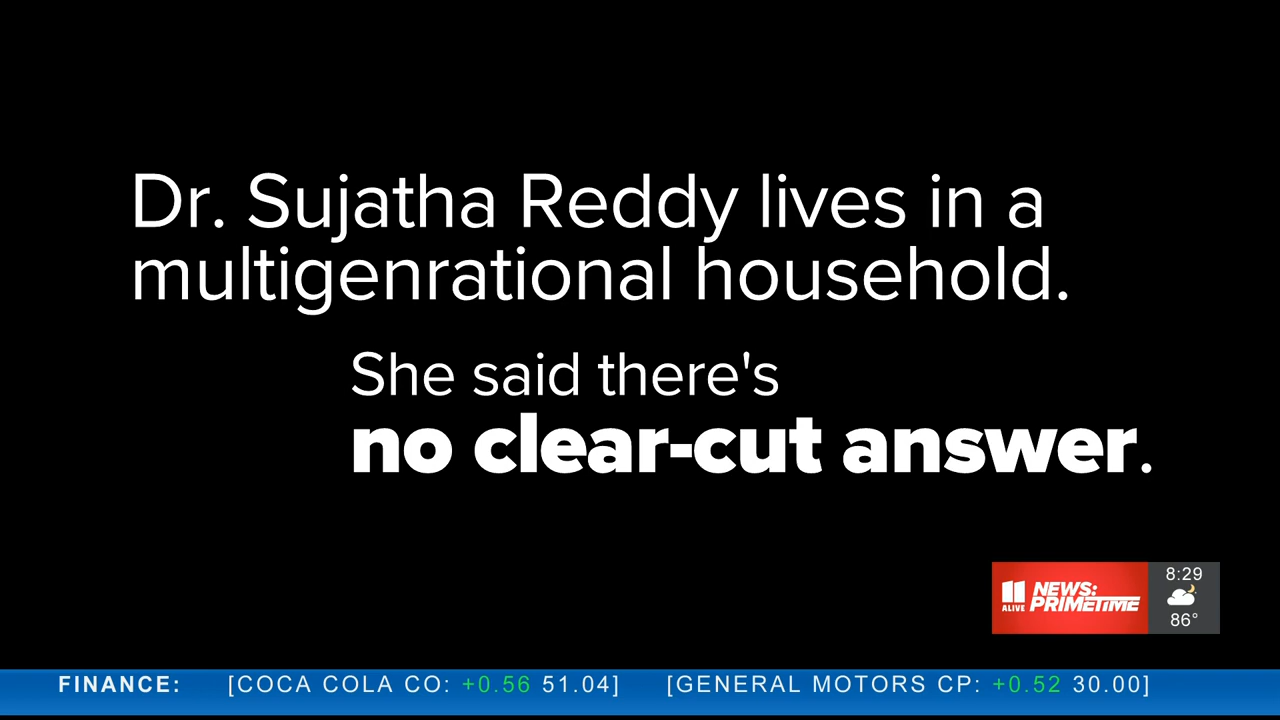 Dr. Sujatha Reddy lives in a
multigenrational household.
She said there's
no clear-cut answer.
11 ALIVE NEWS: PRIMETIME
8:29
86°
FINANCE: [COCA COLA CO: +0.56 51.04] [GENERAL MOTORS CP: +0.52 30.00]